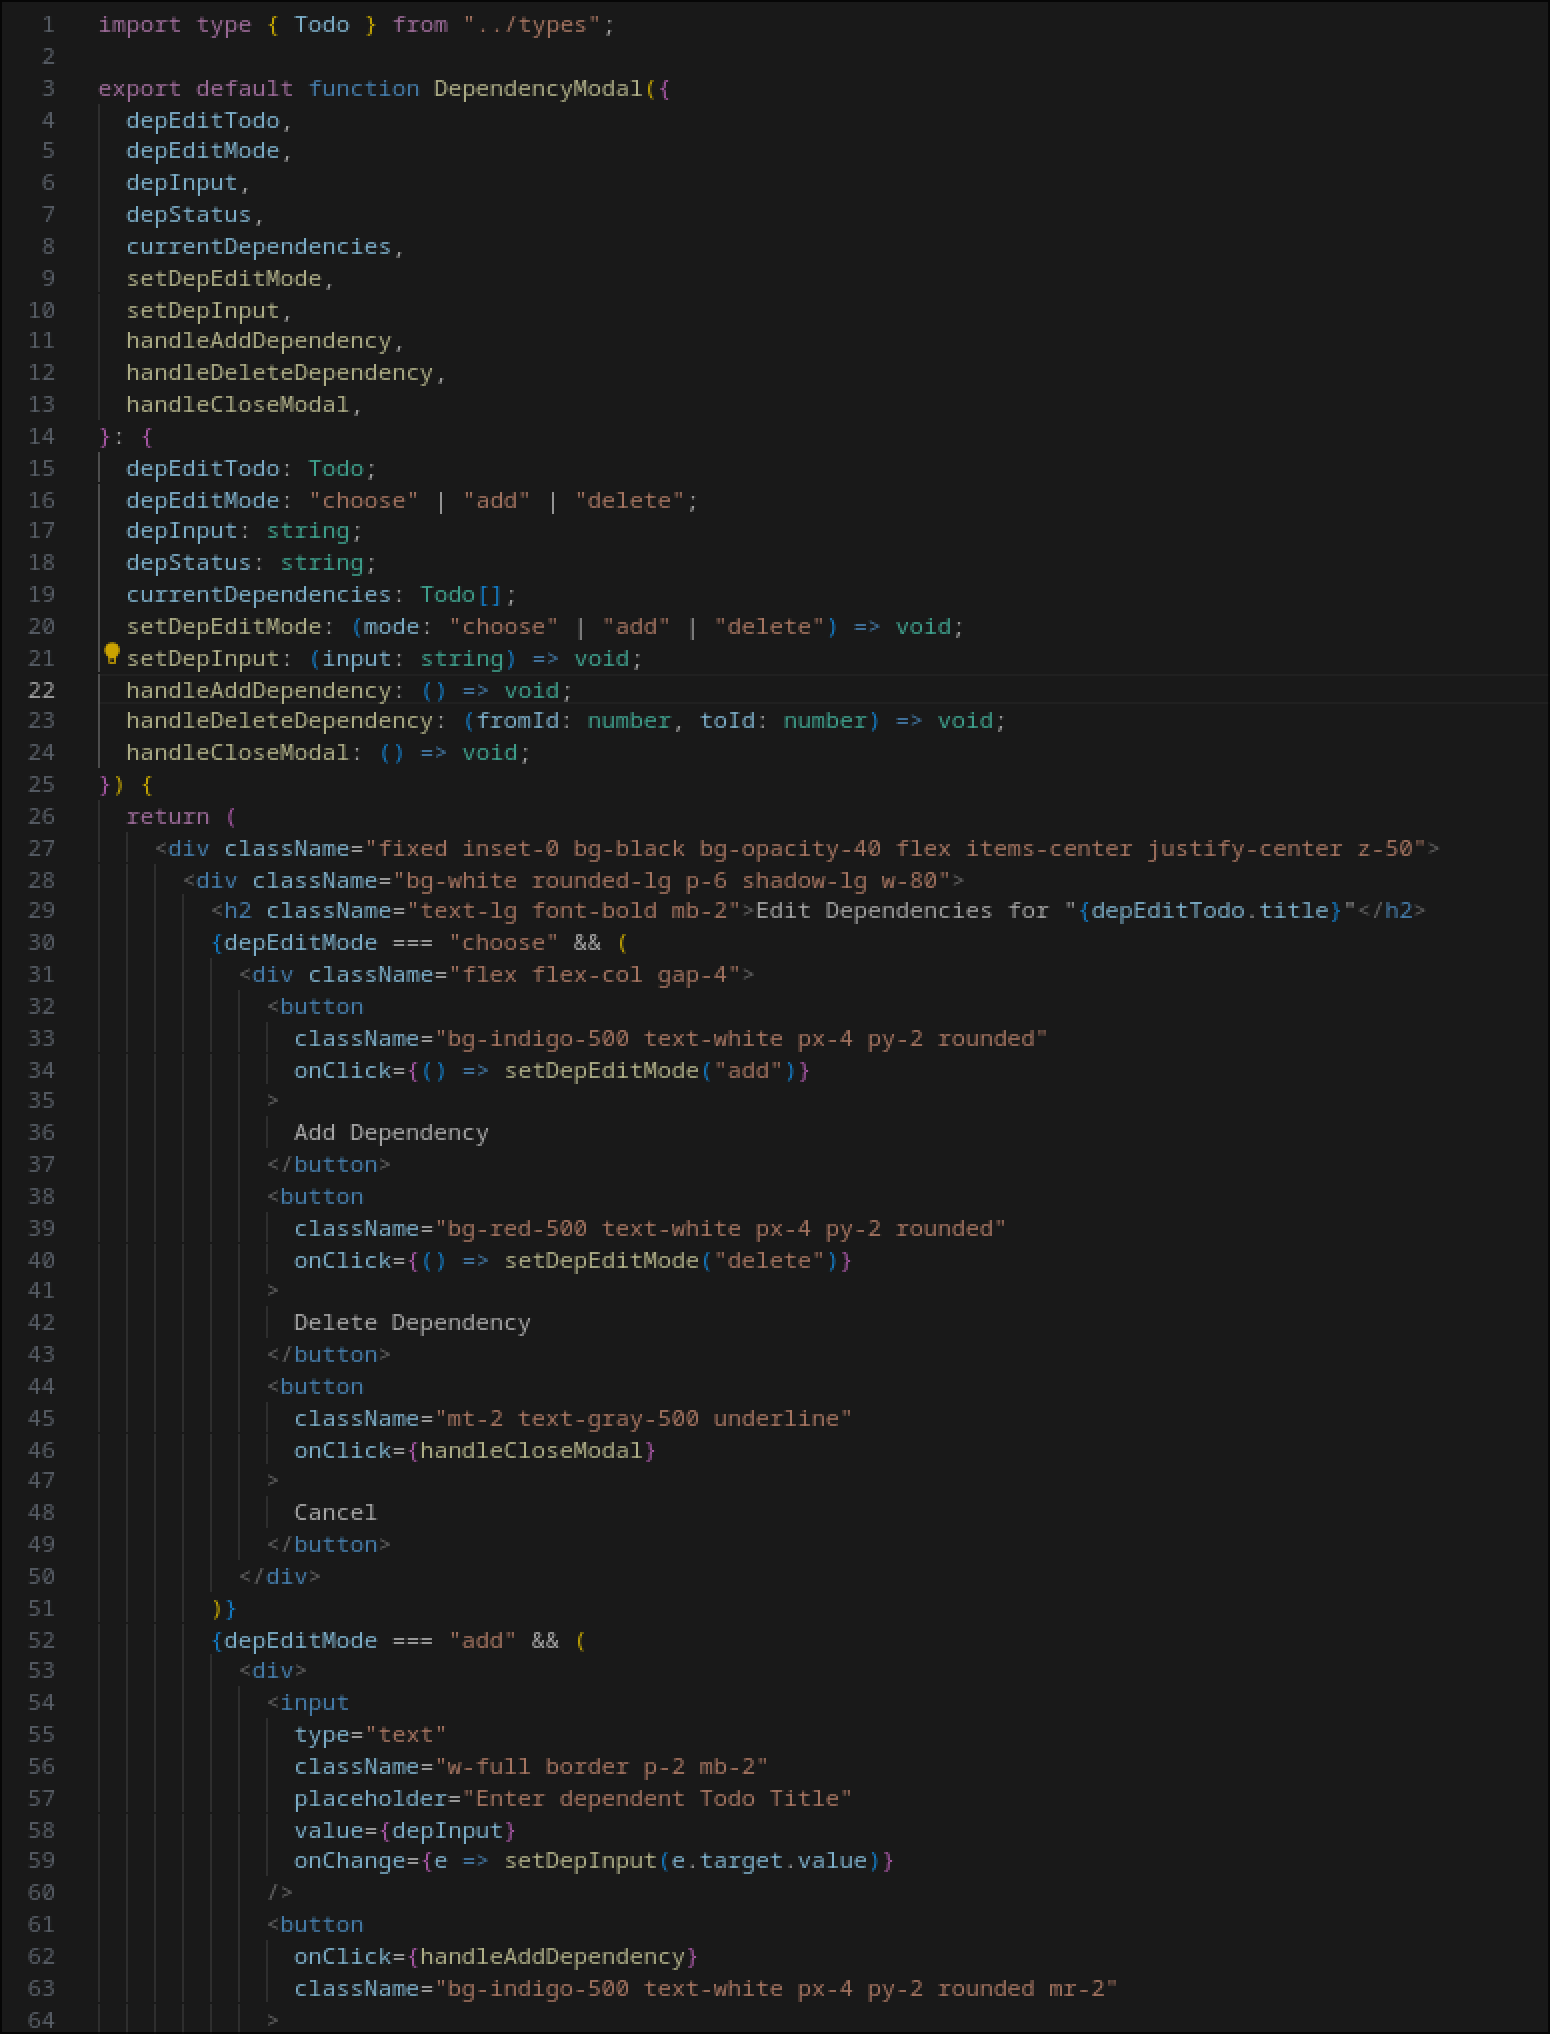 1 import type { Todo } from "../types";
2
3 export default function DependencyModal({
4   depEditTodo,
5   depEditMode,
6   depInput,
7   depStatus,
8   currentDependencies,
9   setDepEditMode,
10   setDepInput,
11   handleAddDependency,
12   handleDeleteDependency,
13   handleCloseModal,
14 }: {
15   depEditTodo: Todo;
16   depEditMode: "choose" | "add" | "delete";
17   depInput: string;
18   depStatus: string;
19   currentDependencies: Todo[];
20   setDepEditMode: (mode: "choose" | "add" | "delete") => void;
21   setDepInput: (input: string) => void;
22   handleAddDependency: () => void;
23   handleDeleteDependency: (fromId: number, toId: number) => void;
24   handleCloseModal: () => void;
25 }) {
26   return (
27     <div className="fixed inset-0 bg-black bg-opacity-40 flex items-center justify-center z-50">
28       <div className="bg-white rounded-lg p-6 shadow-lg w-80">
29         <h2 className="text-lg font-bold mb-2">Edit Dependencies for "{depEditTodo.title}"</h2>
30         {depEditMode === "choose" && (
31           <div className="flex flex-col gap-4">
32             <button
33               className="bg-indigo-500 text-white px-4 py-2 rounded"
34               onClick={() => setDepEditMode("add")}
35             >
36               Add Dependency
37             </button>
38             <button
39               className="bg-red-500 text-white px-4 py-2 rounded"
40               onClick={() => setDepEditMode("delete")}
41             >
42               Delete Dependency
43             </button>
44             <button
45               className="mt-2 text-gray-500 underline"
46               onClick={handleCloseModal}
47             >
48               Cancel
49             </button>
50           </div>
51         )}
52         {depEditMode === "add" && (
53           <div>
54             <input
55               type="text"
56               className="w-full border p-2 mb-2"
57               placeholder="Enter dependent Todo Title"
58               value={depInput}
59               onChange={e => setDepInput(e.target.value)}
60             />
61             <button
62               onClick={handleAddDependency}
63               className="bg-indigo-500 text-white px-4 py-2 rounded mr-2"
64             >